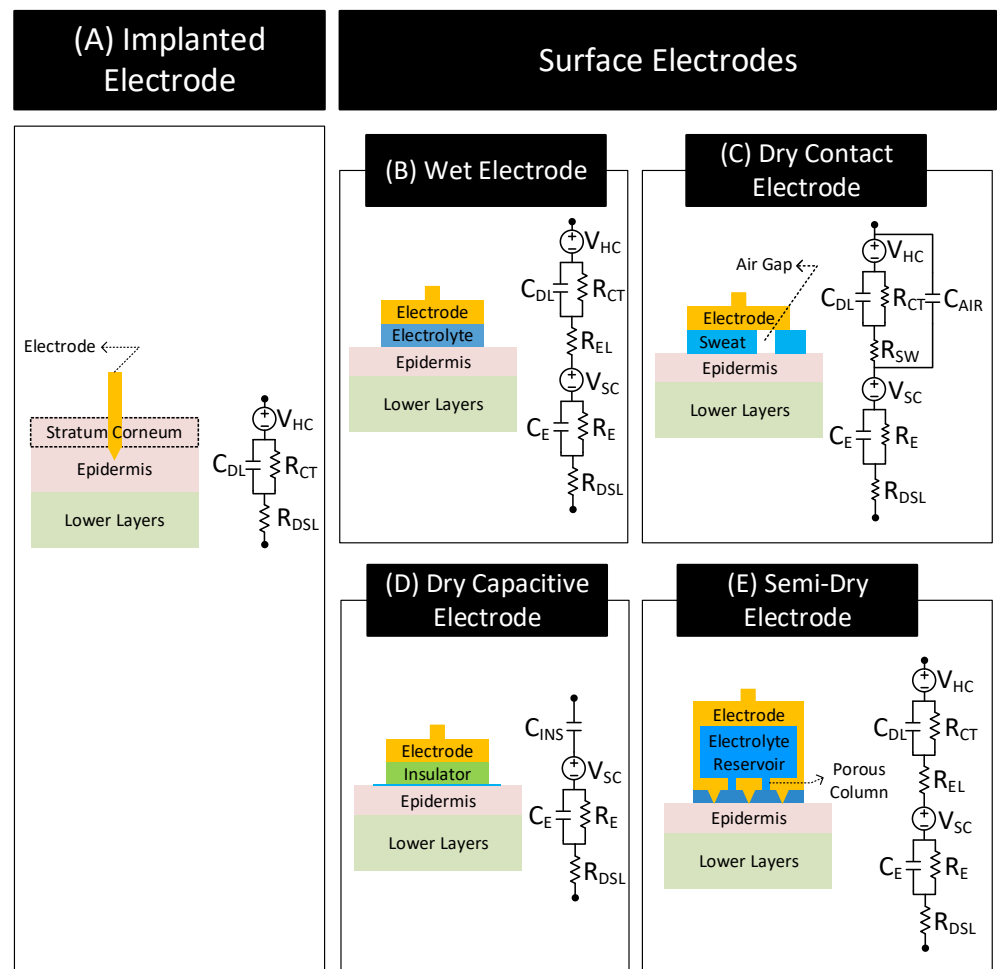 (A) Implanted
Electrode
Surface Electrodes
Electrode
Stratum Corneum
Epidermis
Lower Layers
V_HC
C_DL
R_CT
R_DSL
(B) Wet Electrode
Electrode
Electrolyte
Epidermis
Lower Layers
V_HC
C_DL
R_CT
R_EL
V_SC
C_E
R_E
R_DSL
(C) Dry Contact
Electrode
Air Gap
Electrode
Sweat
Epidermis
Lower Layers
V_HC
C_DL
R_CT
C_AIR
R_SW
V_SC
C_E
R_E
R_DSL
(D) Dry Capacitive
Electrode
Electrode
Insulator
Epidermis
Lower Layers
C_INS
V_SC
C_E
R_E
R_DSL
(E) Semi-Dry
Electrode
Electrode
Electrolyte
Reservoir
Porous
Column
Epidermis
Lower Layers
V_HC
C_DL
R_CT
R_EL
V_SC
C_E
R_E
R_DSL